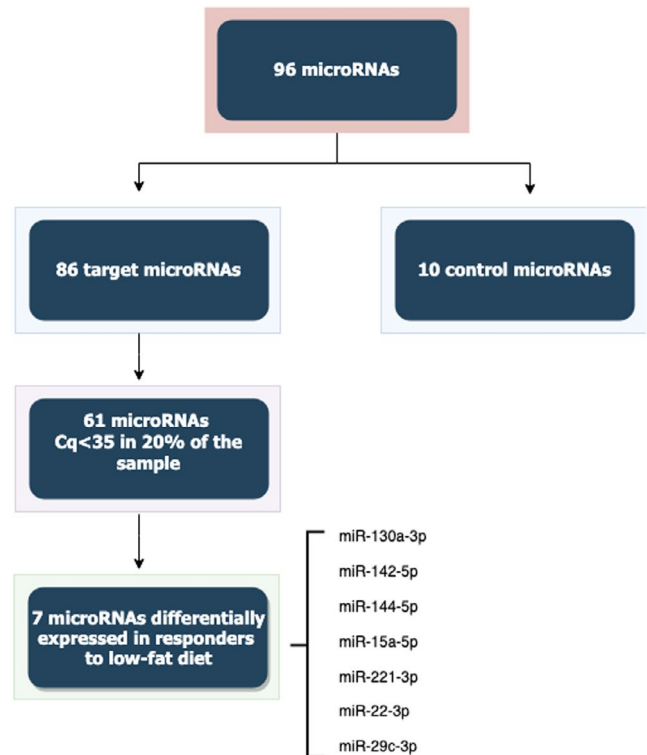 96 microRNAs
86 target microRNAs
10 control microRNAs
61 microRNAs
Cq<35 in 20% of the
sample
7 microRNAs differentially
expressed in responders
to low-fat diet
miR-130a-3p
miR-142-5p
miR-144-5p
miR-15a-5p
miR-221-3p
miR-22-3p
miR-29c-3p